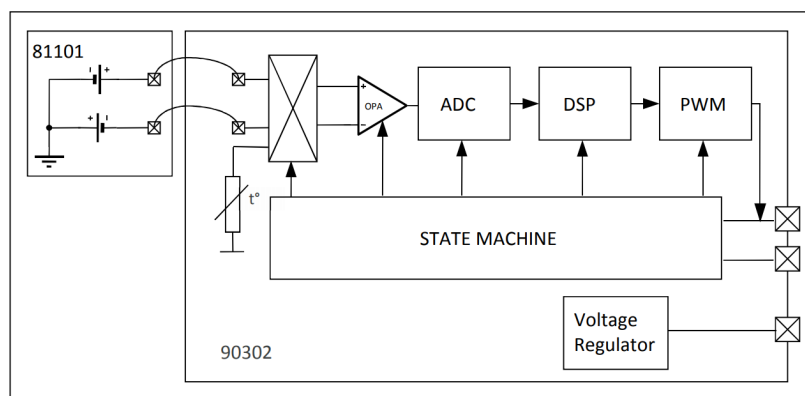 81101
- +
+ -
+
OPA
−
ADC
DSP
PWM
t°
STATE MACHINE
Voltage
Regulator
90302